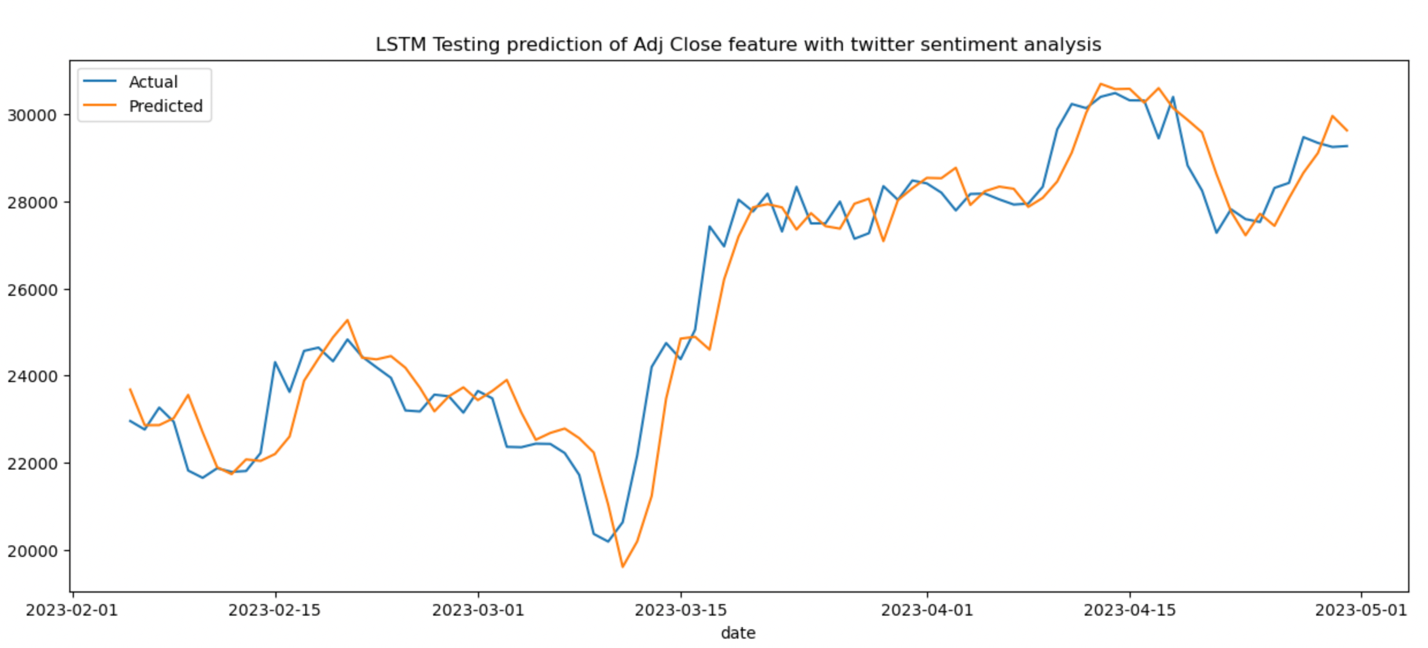 LSTM Testing prediction of Adj Close feature with twitter sentiment analysis
Actual
Predicted
30000
28000
26000
24000
22000
20000
2023-02-01 2023-02-15 2023-03-01 2023-03-15 2023-04-01 2023-04-15 2023-05-01
date